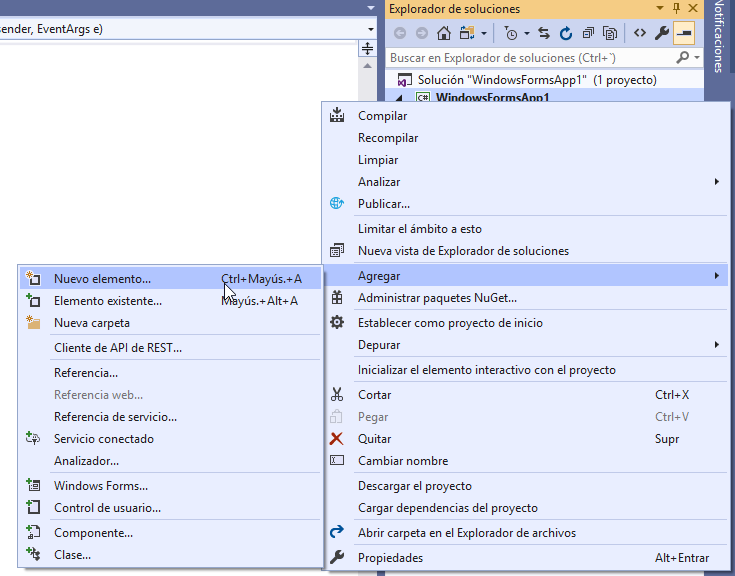 Explorador de soluciones
Notificaciones
sender, EventArgs e)
Buscar en Explorador de soluciones (Ctrl+`)
Solución "WindowsFormsApp1" (1 proyecto)
C# WindowsFormsApp1
Compilar
Recompilar
Limpiar
Analizar
Publicar...
Limitar el ámbito a esto
Nueva vista de Explorador de soluciones
Agregar
Administrar paquetes NuGet...
Establecer como proyecto de inicio
Depurar
Inicializar el elemento interactivo con el proyecto
Cortar Ctrl+X
Pegar Ctrl+V
Quitar Supr
Cambiar nombre
Descargar el proyecto
Cargar dependencias del proyecto
Abrir carpeta en el Explorador de archivos
Propiedades Alt+Entrar
Nuevo elemento... Ctrl+Mayús.+A
Elemento existente... Mayús.+Alt+A
Nueva carpeta
Cliente de API de REST...
Referencia...
Referencia web...
Referencia de servicio...
Servicio conectado
Analizador...
Windows Forms...
Control de usuario...
Componente...
Clase...